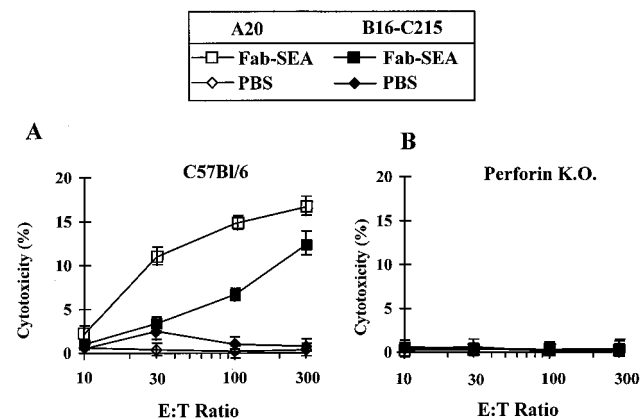 A20 B16-C215
Fab-SEA Fab-SEA
PBS PBS
A
B
C57Bl/6
Perforin K.O.
Cytotoxicity (%)
20
15
10
5
0
10 30 100 300
E:T Ratio
Cytotoxicity (%)
20
15
10
5
0
10 30 100 300
E:T Ratio